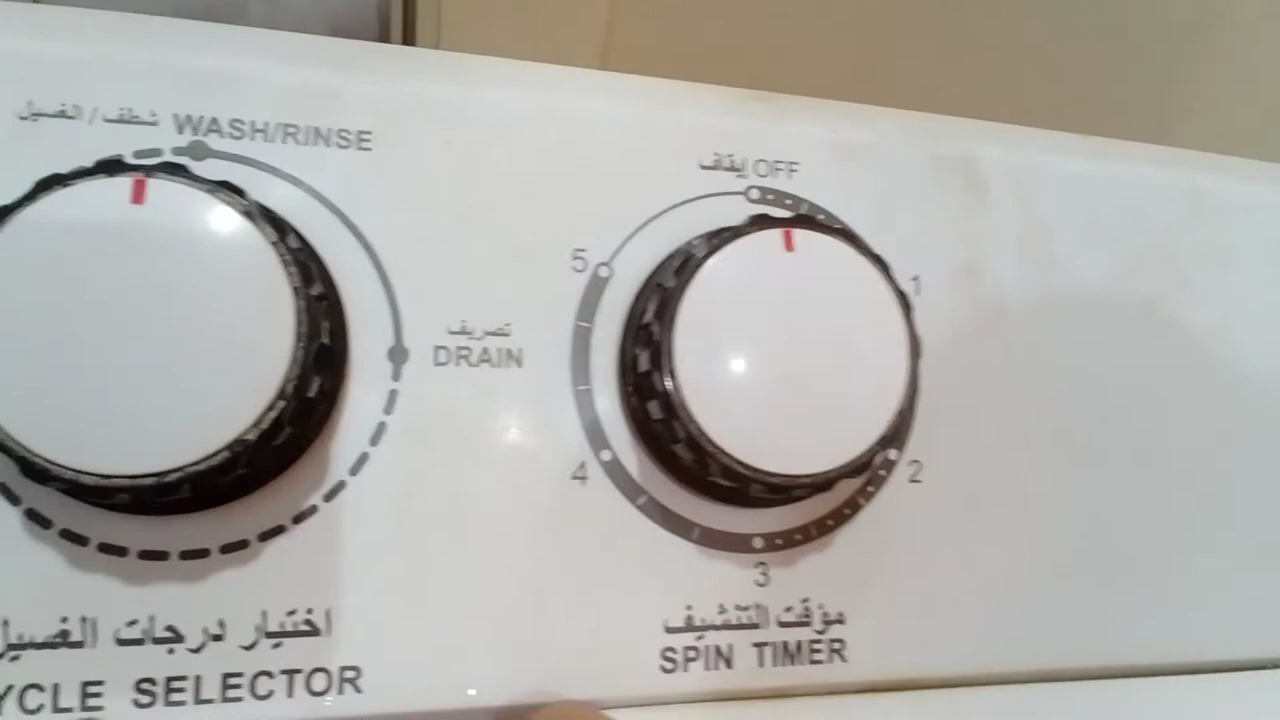 شطف / الغسيل WASH/RINSE
تصريف
DRAIN
اختيار درجات الغسيل
CYCLE SELECTOR
إيقاف OFF
1
2
3
4
5
مؤقت التنشيف
SPIN TIMER